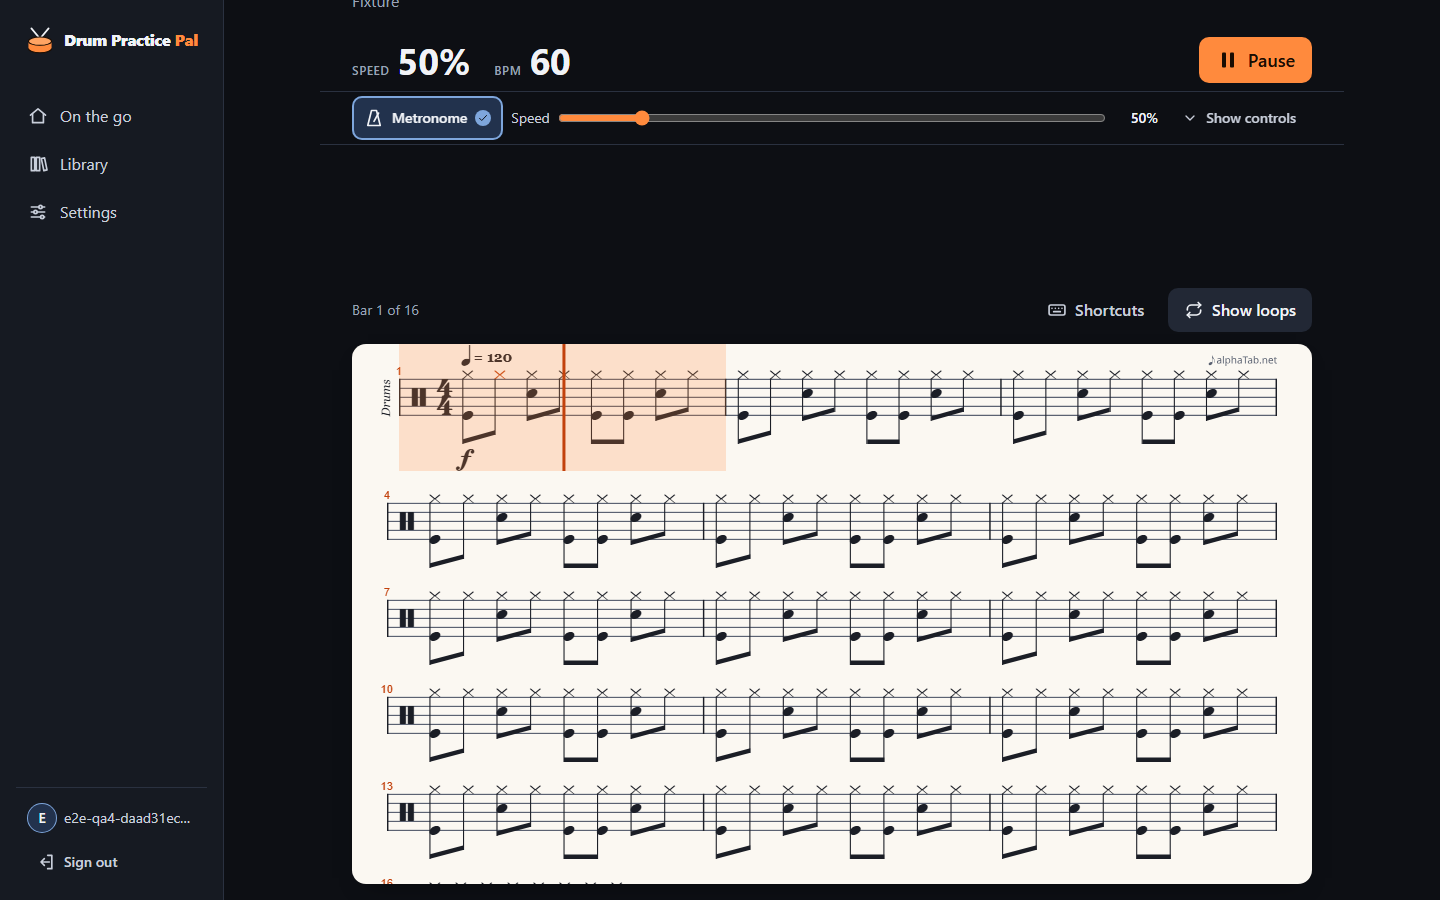 Fixture
Drum Practice Pal
SPEED 50% BPM 60
Pause
On the go
Metronome
Speed
50%
Show controls
Library
Settings
Bar 1 of 16
Shortcuts
Show loops
= 120
alphaTab.net
1
Drums
4
4
f
4
7
10
13
16
E
e2e-qa4-daad31ec...
Sign out